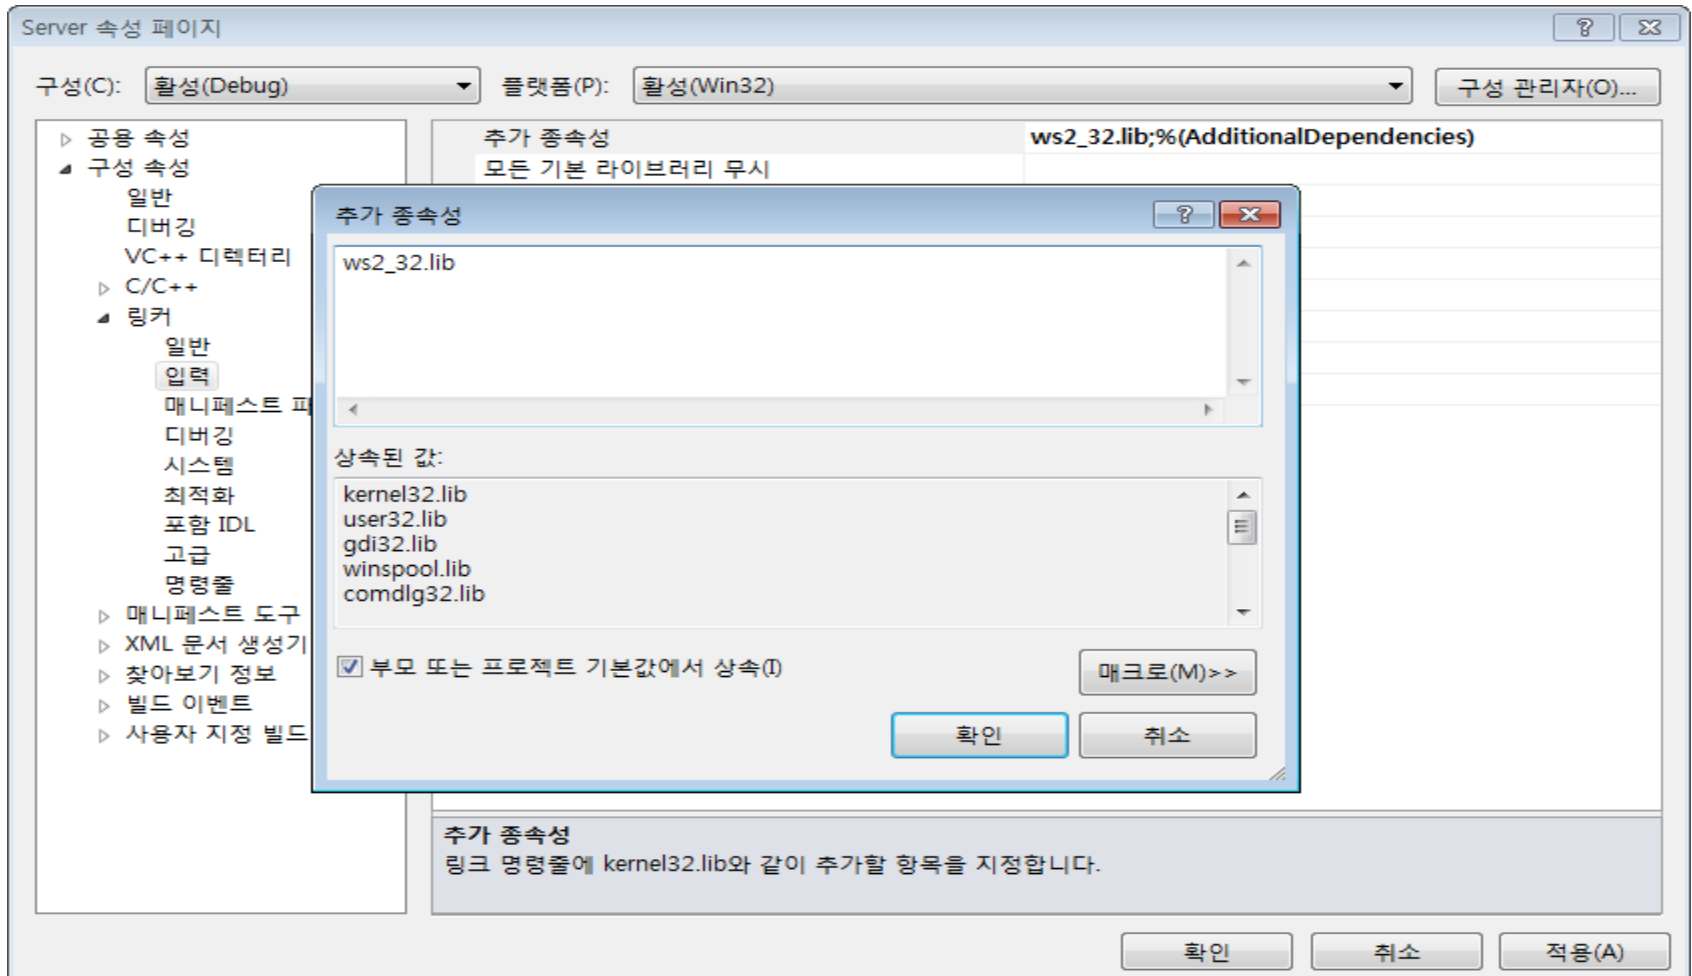 Server 속성 페이지
구성(C): 활성(Debug) 플랫폼(P): 활성(Win32) 구성 관리자(O)...
공용 속성
구성 속성
일반
디버깅
VC++ 디렉터리
C/C++
링커
일반
입력
매니페스트 파
디버깅
시스템
최적화
포함 IDL
고급
명령줄
매니페스트 도구
XML 문서 생성기
찾아보기 정보
빌드 이벤트
사용자 지정 빌드
추가 종속성 ws2_32.lib;%(AdditionalDependencies)
모든 기본 라이브러리 무시
추가 종속성
ws2_32.lib
상속된 값:
kernel32.lib
user32.lib
gdi32.lib
winspool.lib
comdlg32.lib
부모 또는 프로젝트 기본값에서 상속(I)
매크로(M)>>
확인 취소
추가 종속성
링크 명령줄에 kernel32.lib와 같이 추가할 항목을 지정합니다.
확인 취소 적용(A)